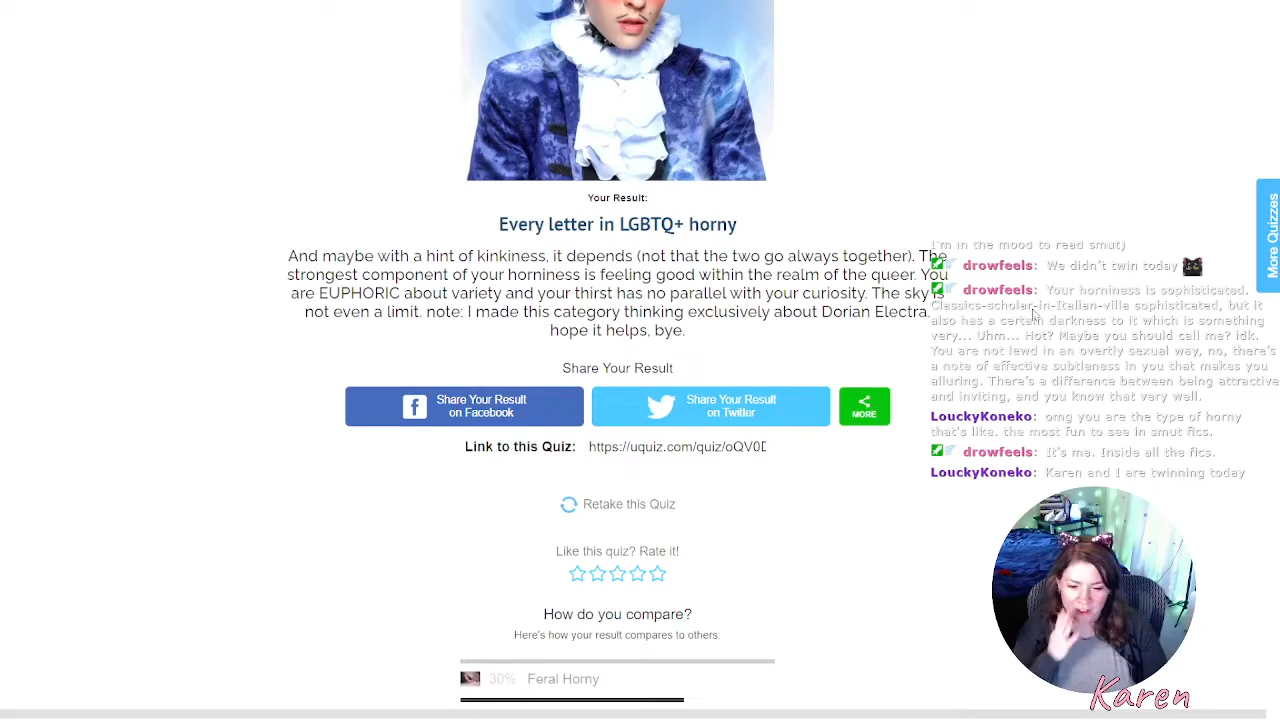 Your Result:
Every letter in LGBTQ+ horny
And maybe with a hint of kinkiness, it depends (not that the two go always together). The
strongest component of your horniness is feeling good within the realm of the queer. You
are EUPHORIC about variety and your thirst has no parallel with your curiosity. The sky is
not even a limit. note: I made this category thinking exclusively about Dorian Electra.
hope it helps, bye.
Share Your Result
Share Your Result
on Facebook
Share Your Result
on Twitter
MORE
Link to this Quiz: https://uquiz.com/quiz/oQV0D
Retake this Quiz
Like this quiz? Rate it!
How do you compare?
Here's how your result compares to others.
30% Feral Horny
More Quizzes
I'm in the mood to read smut)
drowfeels: We didn't twin today
drowfeels: Your horniness is sophisticated.
Classics-scholar-in-Italian-villa sophisticated, but it
also has a certain darkness to it which is something
very... Uhm... Hot? Maybe you should call me? idk.
You are not lewd in an overtly sexual way, no, there's
a note of effective subtleness in you that makes you
alluring. There's a difference between being attractive
and inviting, and you know that very well.
LouckyKoneko: omg you are the type of horny
that's like. the most fun to see in smut fics.
drowfeels: It's me. Inside all the fics.
LouckyKoneko: Karen and I are twinning today
Karen